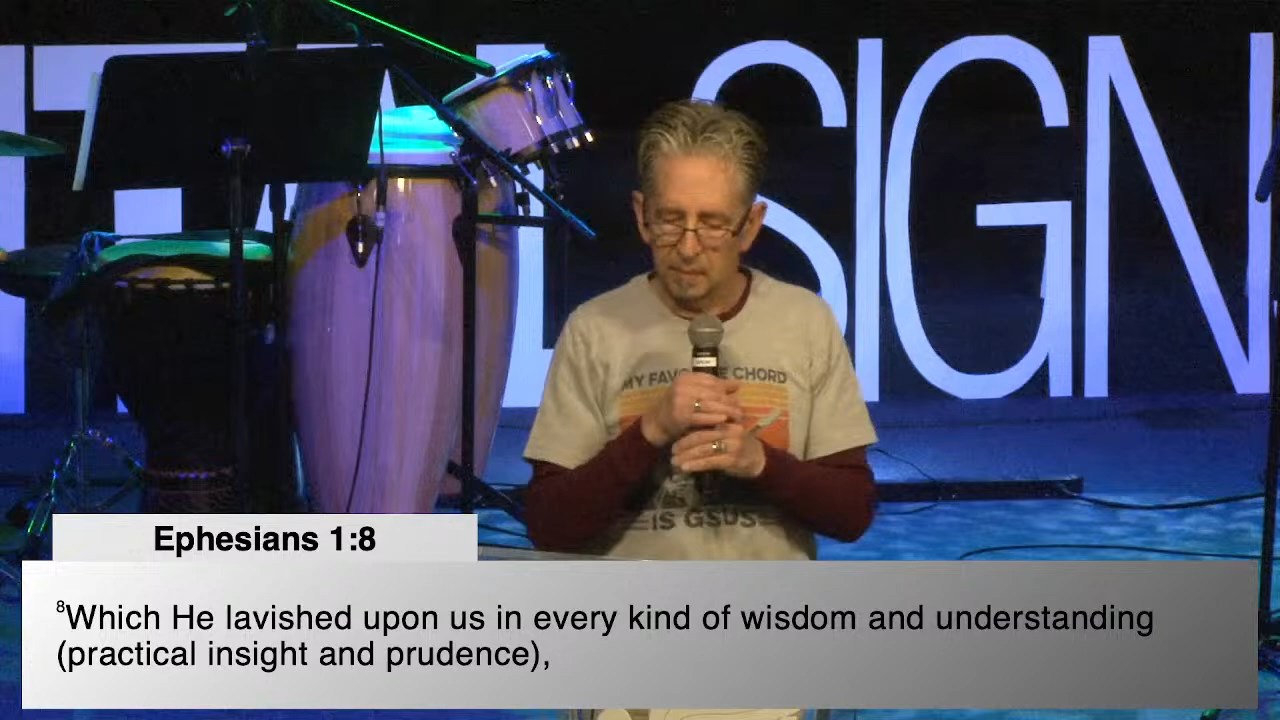 SIGN
MY FAVORITE CHORD
IS GSUS
Ephesians 1:8
⁸Which He lavished upon us in every kind of wisdom and understanding
(practical insight and prudence),